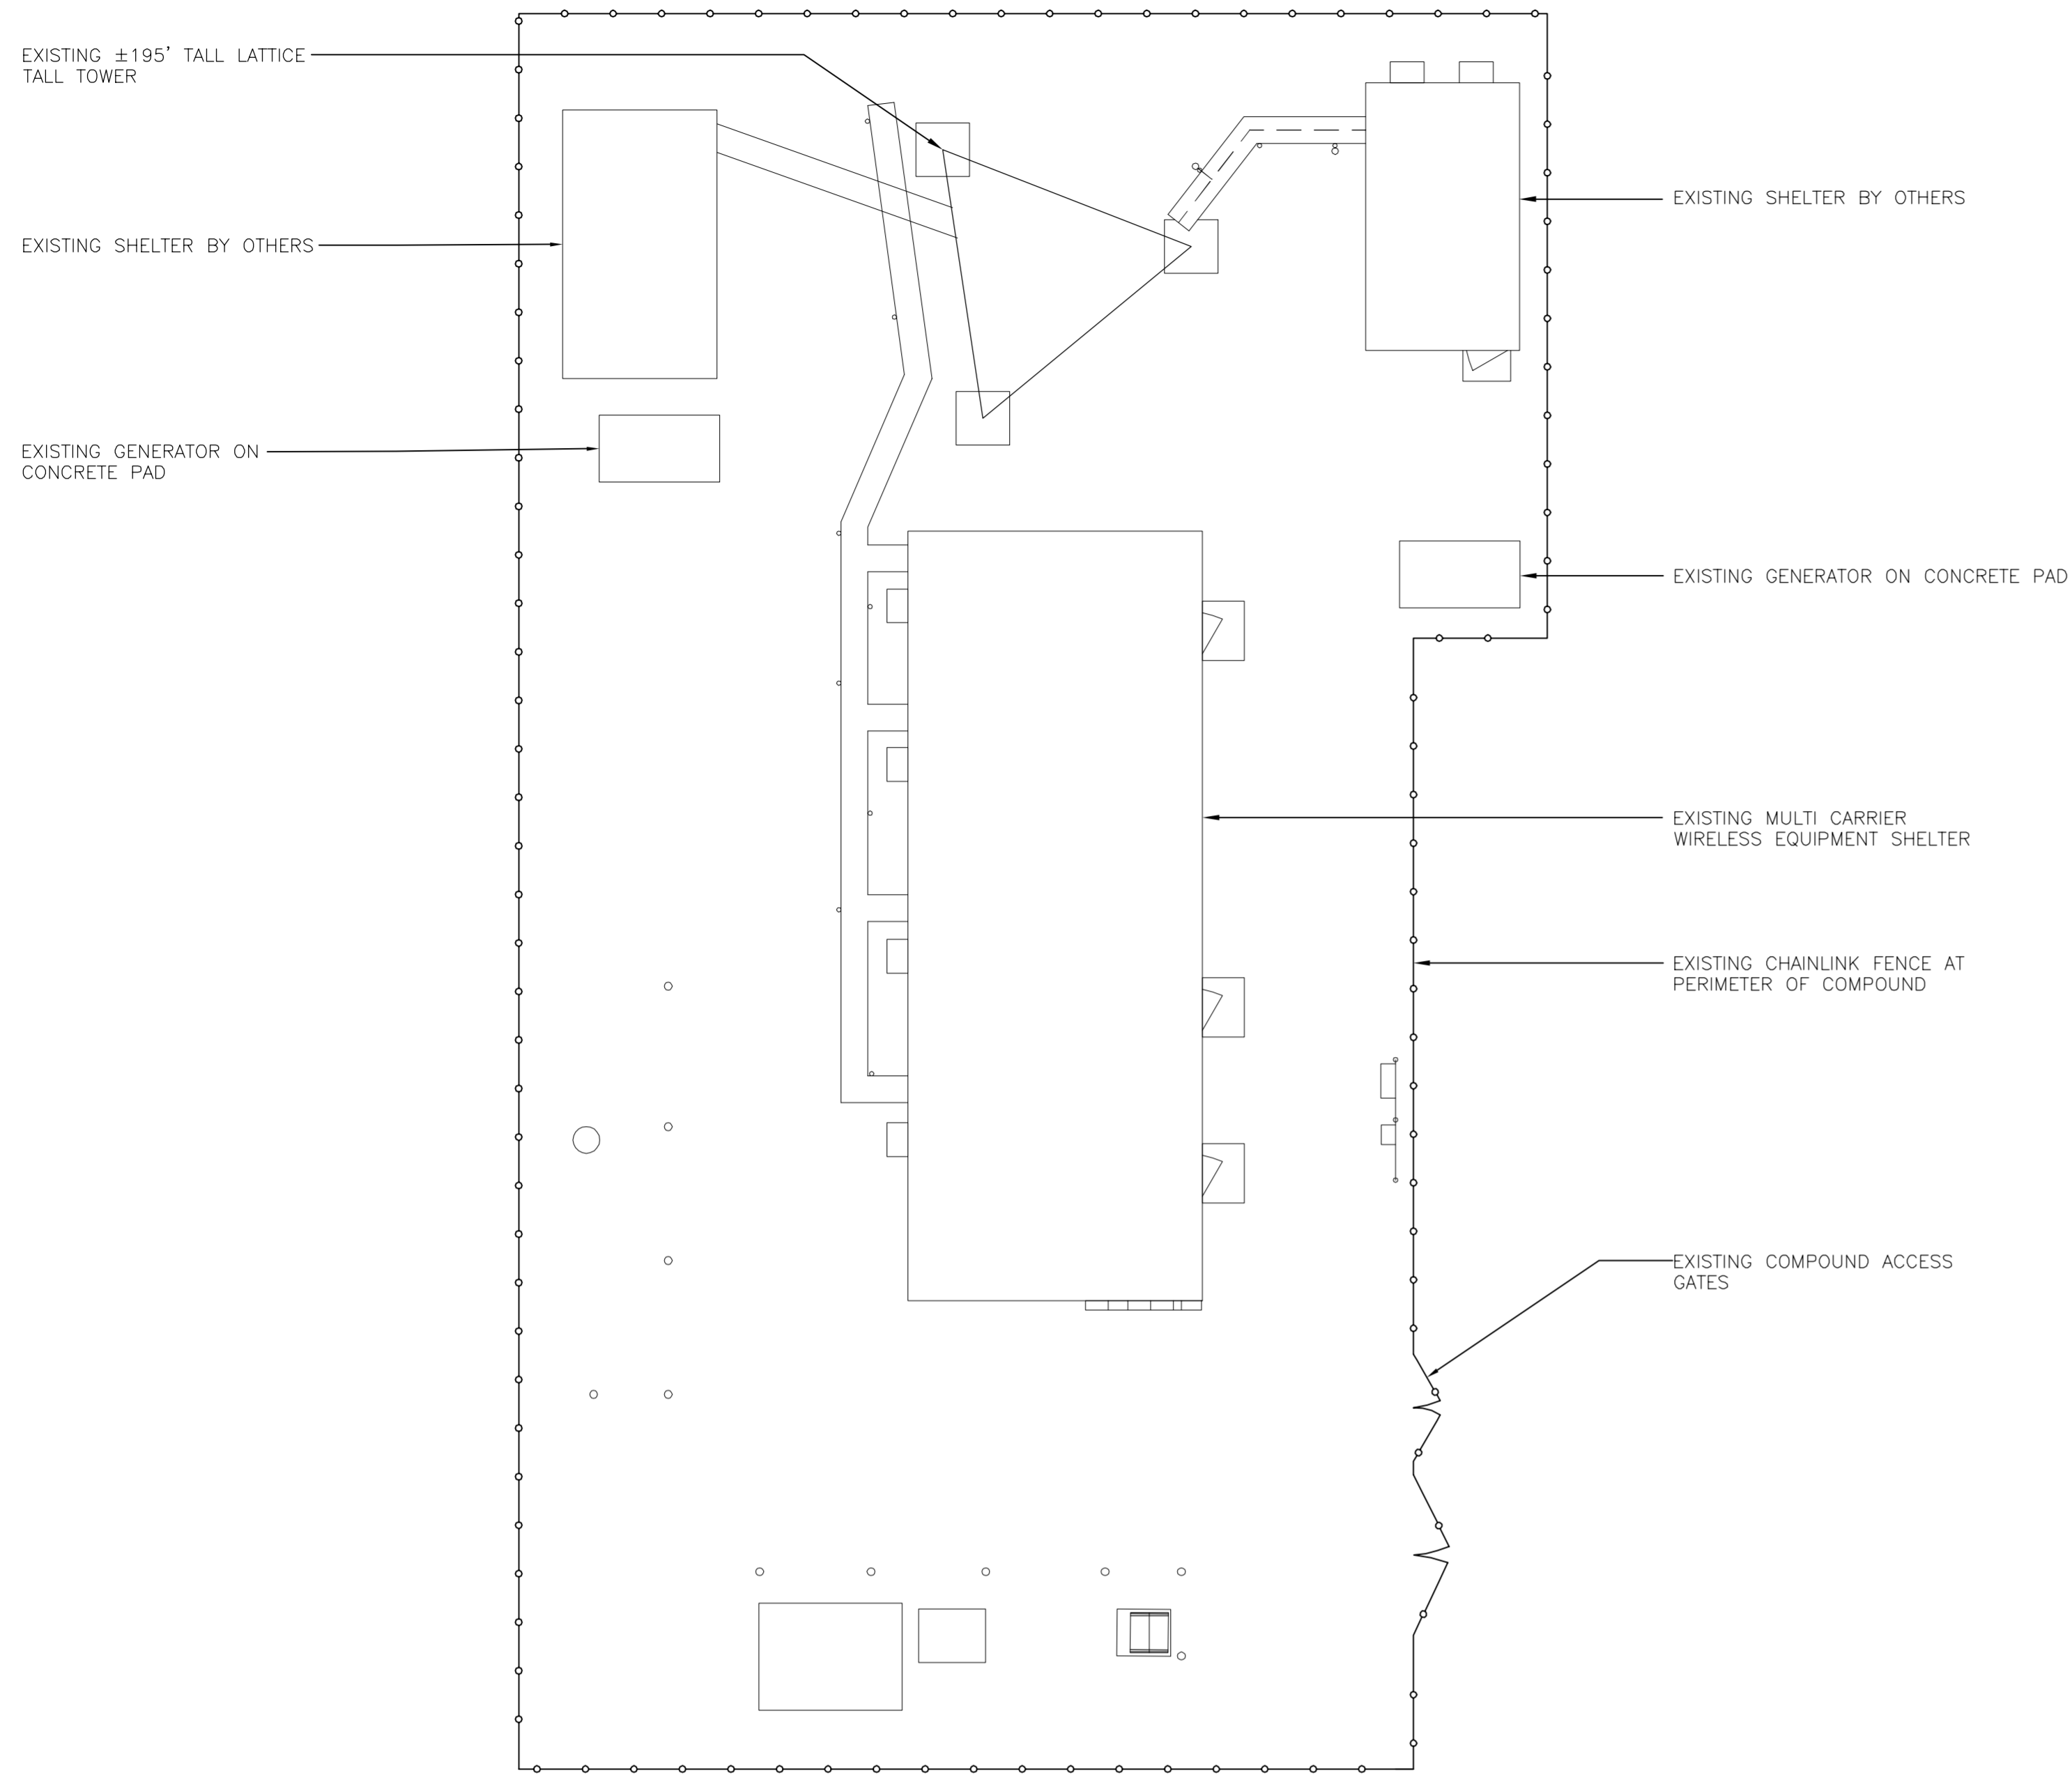 EXISTING ±195' TALL LATTICE
TALL TOWER
EXISTING SHELTER BY OTHERS
EXISTING GENERATOR ON
CONCRETE PAD
EXISTING SHELTER BY OTHERS
EXISTING GENERATOR ON CONCRETE PAD
EXISTING MULTI CARRIER
WIRELESS EQUIPMENT SHELTER
EXISTING CHAINLINK FENCE AT
PERIMETER OF COMPOUND
EXISTING COMPOUND ACCESS
GATES